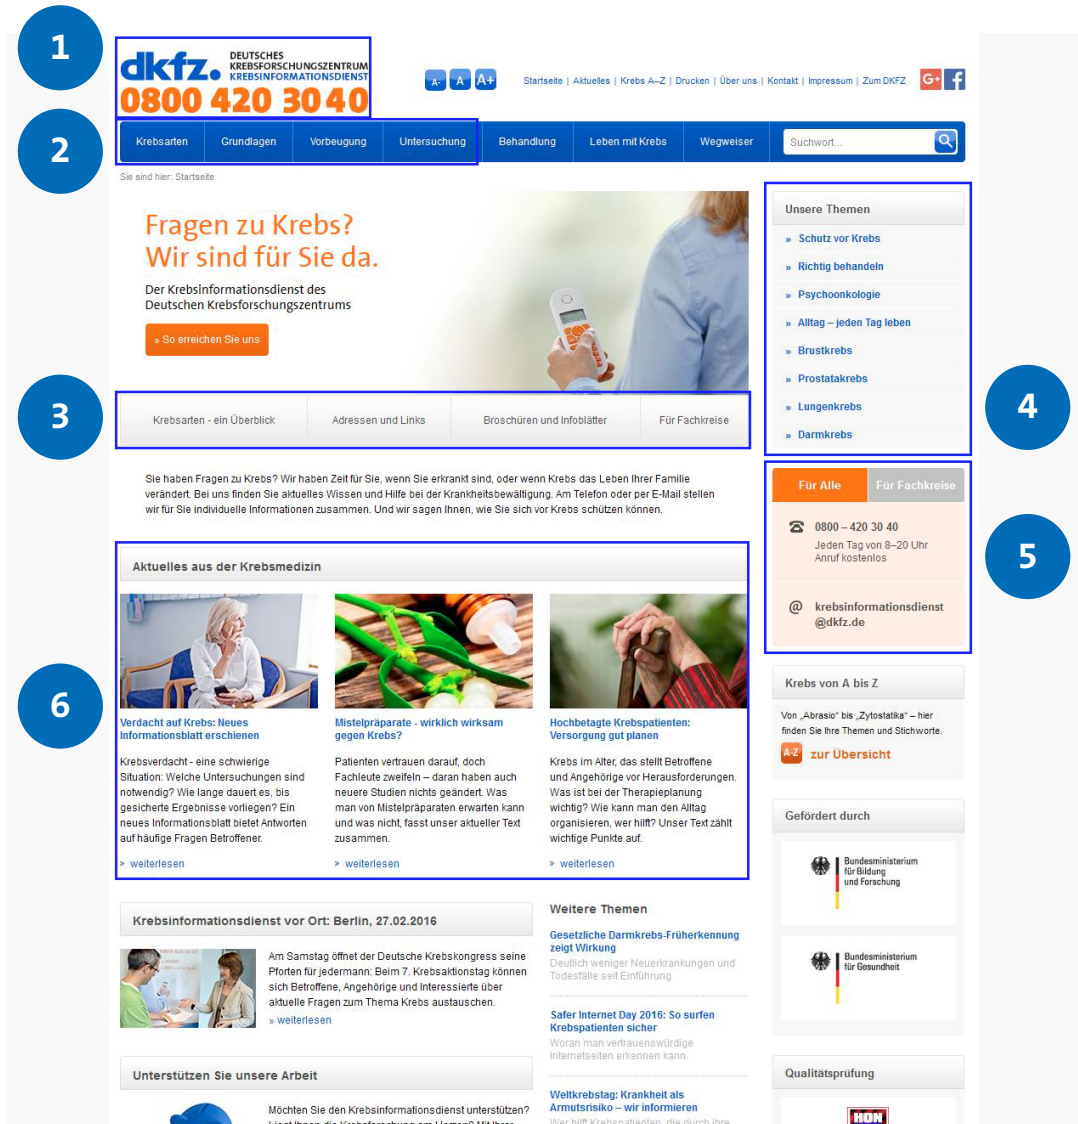 1
dkfz.
DEUTSCHES
KREBSFORSCHUNGSZENTRUM
KREBSINFORMATIONSDIENST
0800 420 30 40
A- A A+
Startseite | Aktuelles | Krebs A–Z | Drucken | Über uns | Kontakt | Impressum | Zum DKFZ
G+ f
2
Krebsarten Grundlagen Vorbeugung Untersuchung Behandlung Leben mit Krebs Wegweiser Suchwort...
Sie sind hier: Startseite
Fragen zu Krebs?
Wir sind für Sie da.
Der Krebsinformationsdienst des
Deutschen Krebsforschungszentrums
» So erreichen Sie uns
3
Krebsarten - ein Überblick Adressen und Links Broschüren und Infoblätter Für Fachkreise
Unsere Themen
» Schutz vor Krebs
» Richtig behandeln
» Psychoonkologie
» Alltag – jeden Tag leben
» Brustkrebs
» Prostatakrebs
» Lungenkrebs
» Darmkrebs
4
Sie haben Fragen zu Krebs? Wir haben Zeit für Sie, wenn Sie erkrankt sind, oder wenn Krebs das Leben Ihrer Familie
verändert. Bei uns finden Sie aktuelles Wissen und Hilfe bei der Krankheitsbewältigung. Am Telefon oder per E-Mail stellen
wir für Sie individuelle Informationen zusammen. Und wir sagen Ihnen, wie Sie sich vor Krebs schützen können.
Für Alle Für Fachkreise
0800 – 420 30 40
Jeden Tag von 8–20 Uhr
Anruf kostenlos
@ krebsinformationsdienst
@dkfz.de
5
6
Aktuelles aus der Krebsmedizin
Verdacht auf Krebs: Neues
Informationsblatt erschienen
Krebsverdacht - eine schwierige
Situation: Welche Untersuchungen sind
notwendig? Wie lange dauert es, bis
gesicherte Ergebnisse vorliegen? Ein
neues Informationsblatt bietet Antworten
auf häufige Fragen Betroffener.
» weiterlesen
Mistelpräparate - wirklich wirksam
gegen Krebs?
Patienten vertrauen darauf, doch
Fachleute zweifeln – daran haben auch
neuere Studien nichts geändert. Was
man von Mistelpräparaten erwarten kann
und was nicht, fasst unser aktueller Text
zusammen.
» weiterlesen
Hochbetagte Krebspatienten:
Versorgung gut planen
Krebs im Alter, das stellt Betroffene
und Angehörige vor Herausforderungen.
Was ist bei der Therapieplanung
wichtig? Wie kann man den Alltag
organisieren, wer hilft? Unser Text zählt
wichtige Punkte auf.
» weiterlesen
Krebs von A bis Z
Von „Abrasio“ bis „Zytostatika“ – hier
finden Sie Ihre Themen und Stichworte.
A-Z zur Übersicht
Gefördert durch
Bundesministerium
für Bildung
und Forschung
Bundesministerium
für Gesundheit
Krebsinformationsdienst vor Ort: Berlin, 27.02.2016
Am Samstag öffnet der Deutsche Krebskongress seine
Pforten für jedermann: Beim 7. Krebsaktionstag können
sich Betroffene, Angehörige und Interessierte über
aktuelle Fragen zum Thema Krebs austauschen.
» weiterlesen
Weitere Themen
Gesetzliche Darmkrebs-Früherkennung
zeigt Wirkung
Deutlich weniger Neuerkrankungen und
Todesfälle seit Einführung
Safer Internet Day 2016: So surfen
Krebspatienten sicher
Woran man vertrauenswürdige
Internetseiten erkennen kann.
Weltkrebstag: Krankheit als
Armutsrisiko – wir informieren
Wer hilft Krebspatienten, die durch ihre
Unterstützen Sie unsere Arbeit
Möchten Sie den Krebsinformationsdienst unterstützen?
Liegt Ihnen die Krebsforschung am Herzen? Mit Ihrer
Qualitätsprüfung
HON